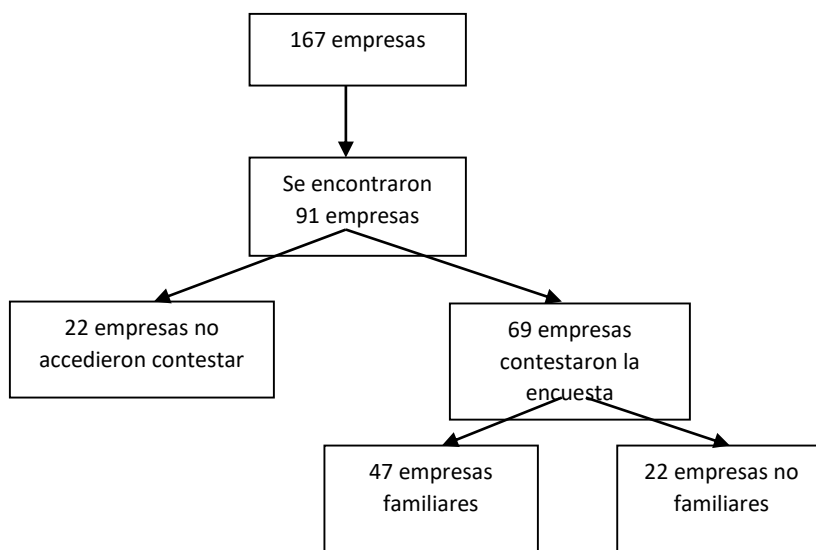 167 empresas
Se encontraron
91 empresas
22 empresas no
accedieron contestar
69 empresas
contestaron la
encuesta
47 empresas
familiares
22 empresas no
familiares